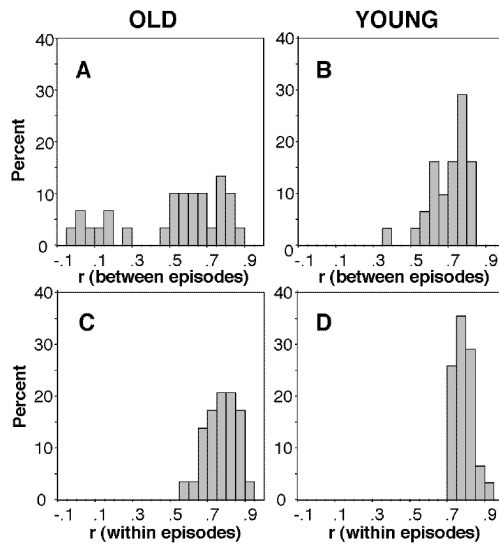 OLD YOUNG
40
30
20
10
0
Percent
A
-.1 .1 .3 .5 .7 .9
r (between episodes)
40
30
20
10
0
B
-.1 .1 .3 .5 .7 .9
r (between episodes)
40
30
20
10
0
Percent
C
-.1 .1 .3 .5 .7 .9
r (within episodes)
40
30
20
10
0
D
-.1 .1 .3 .5 .7 .9
r (within episodes)